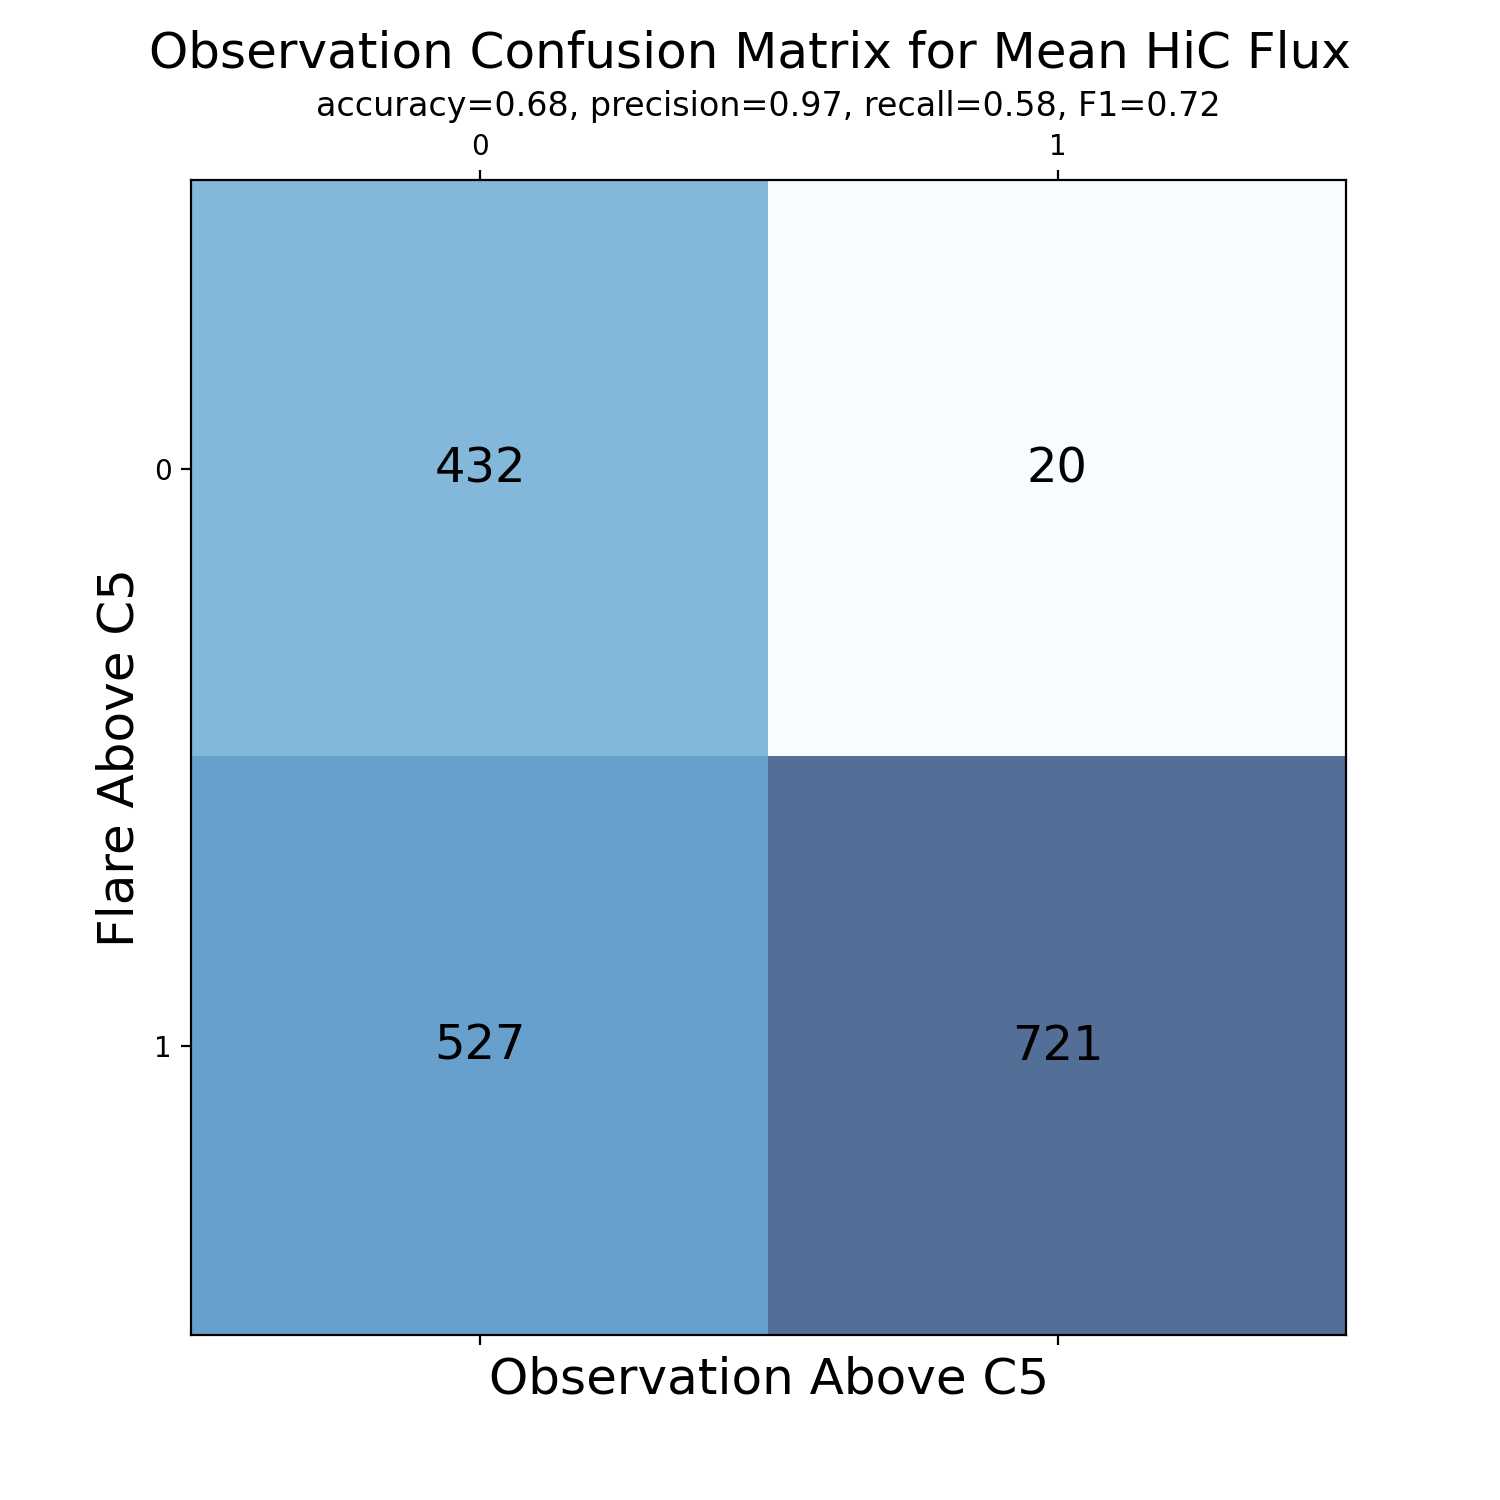 Observation Confusion Matrix for Mean HiC Flux
accuracy=0.68, precision=0.97, recall=0.58, F1=0.72
0 1
0 432 20
Flare Above C5
1 527 721
Observation Above C5